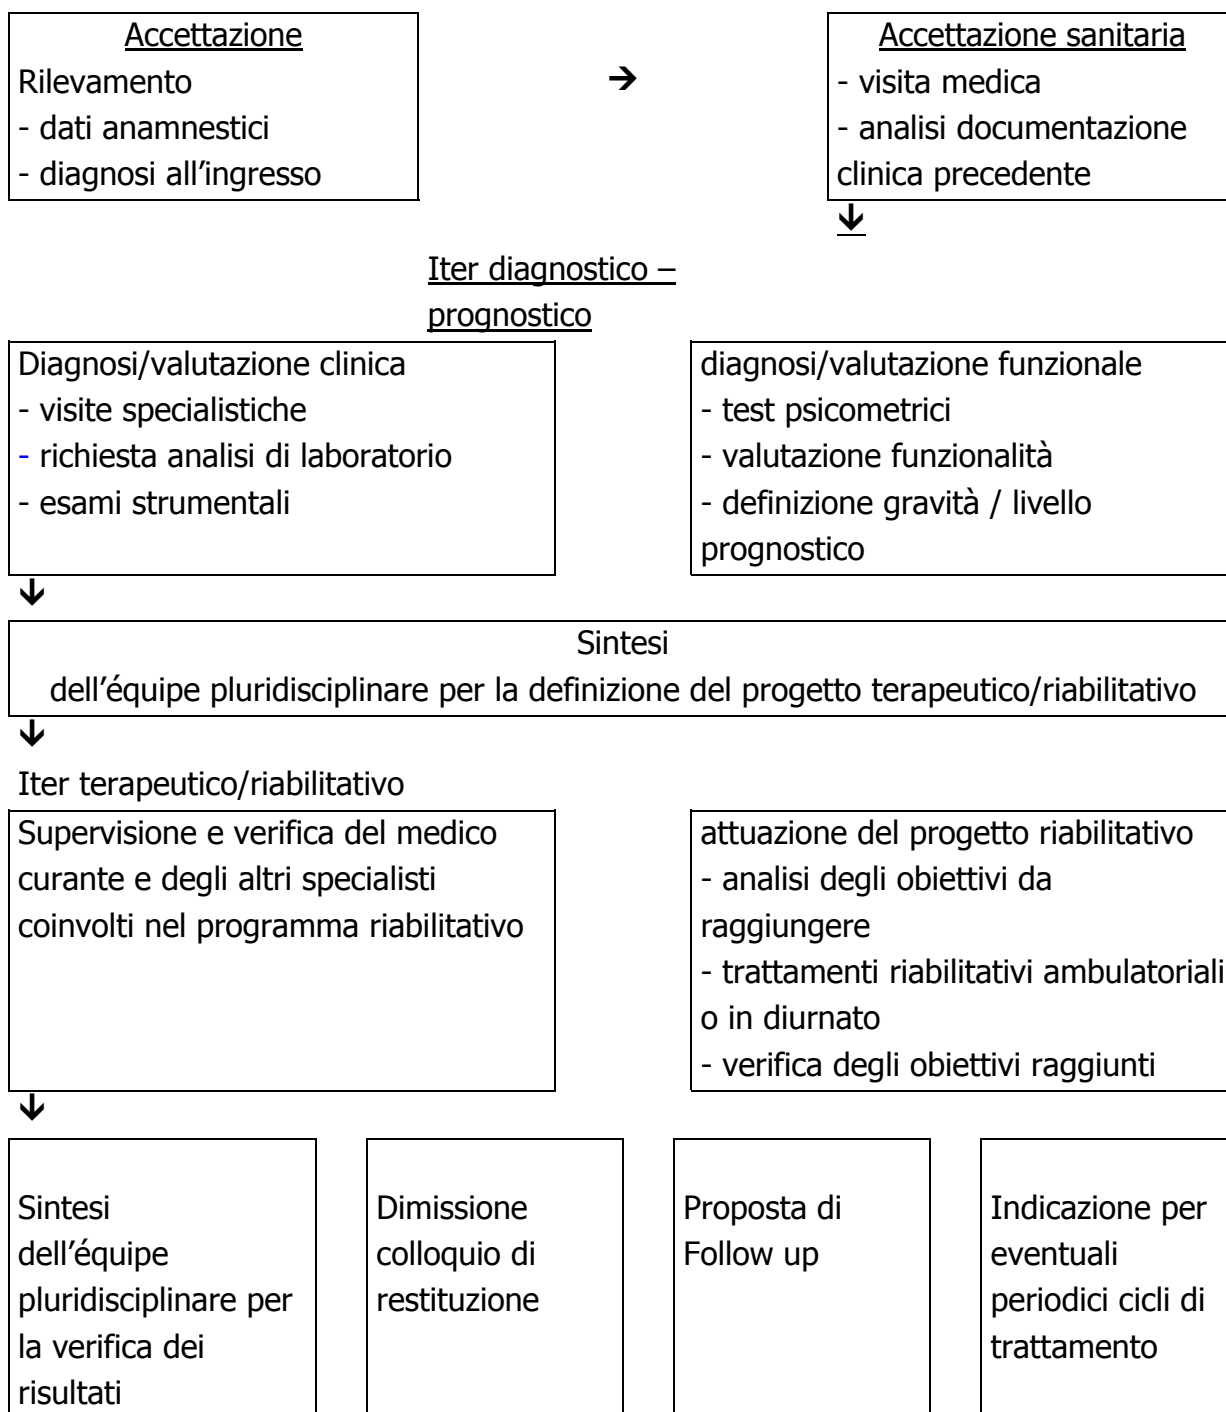 Accettazione
Rilevamento
- dati anamnestici
- diagnosi all'ingresso
➔
Accettazione sanitaria
- visita medica
- analisi documentazione
clinica precedente
🡻
Iter diagnostico –
prognostico
Diagnosi/valutazione clinica
- visite specialistiche
- richiesta analisi di laboratorio
- esami strumentali
diagnosi/valutazione funzionale
- test psicometrici
- valutazione funzionalità
- definizione gravità / livello
prognostico
🡻
Sintesi
dell'équipe pluridisciplinare per la definizione del progetto terapeutico/riabilitativo
🡻
Iter terapeutico/riabilitativo
Supervisione e verifica del medico
curante e degli altri specialisti
coinvolti nel programma riabilitativo
attuazione del progetto riabilitativo
- analisi degli obiettivi da
raggiungere
- trattamenti riabilitativi ambulatoriali
o in diurnato
- verifica degli obiettivi raggiunti
🡻
Sintesi
dell'équipe
pluridisciplinare per
la verifica dei
risultati
Dimissione
colloquio di
restituzione
Proposta di
Follow up
Indicazione per
eventuali
periodici cicli di
trattamento